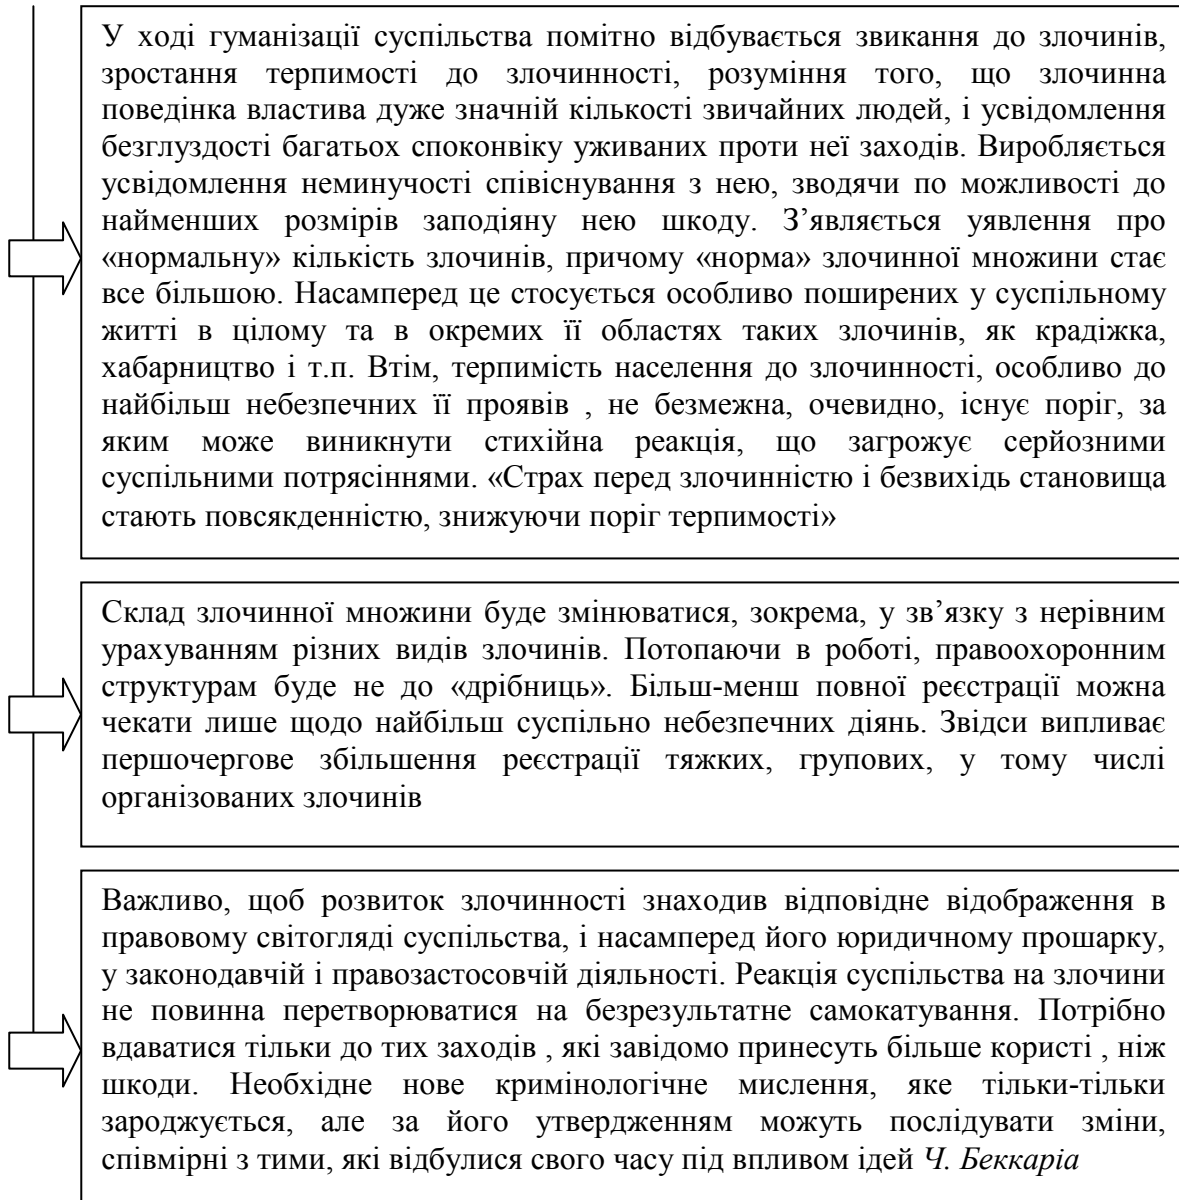 У ході гуманізації суспільства помітно відбувається звикання до злочинів,
зростання терпимості до злочинності, розуміння того, що злочинна
поведінка властива дуже значній кількості звичайних людей, і усвідомлення
безглуздості багатьох споконвіку уживаних проти неї заходів. Виробляється
усвідомлення неминучості співіснування з нею, зводячи по можливості до
найменших розмірів заподіяну нею шкоду. З’являється уявлення про
«нормальну» кількість злочинів, причому «норма» злочинної множини стає
все більшою. Насамперед це стосується особливо поширених у суспільному
житті в цілому та в окремих її областях таких злочинів, як крадіжка,
хабарництво і т.п. Втім, терпимість населення до злочинності, особливо до
найбільш небезпечних її проявів , не безмежна, очевидно, існує поріг, за
яким може виникнути стихійна реакція, що загрожує серйозними
суспільними потрясіннями. «Страх перед злочинністю і безвихідь становища
стають повсякденністю, знижуючи поріг терпимості»
Склад злочинної множини буде змінюватися, зокрема, у зв’язку з нерівним
урахуванням різних видів злочинів. Потопаючи в роботі, правоохоронним
структурам буде не до «дрібниць». Більш-менш повної реєстрації можна
чекати лише щодо найбільш суспільно небезпечних діянь. Звідси випливає
першочергове збільшення реєстрації тяжких, групових, у тому числі
організованих злочинів
Важливо, щоб розвиток злочинності знаходив відповідне відображення в
правовому світогляді суспільства, і насамперед його юридичному прошарку,
у законодавчій і правозастосовчій діяльності. Реакція суспільства на злочини
не повинна перетворюватися на безрезультатне самокатування. Потрібно
вдаватися тільки до тих заходів , які завідомо принесуть більше користі , ніж
шкоди. Необхідне нове кримінологічне мислення, яке тільки-тільки
зароджується, але за його утвердженням можуть послідувати зміни,
співмірні з тими, які відбулися свого часу під впливом ідей Ч. Беккаріа